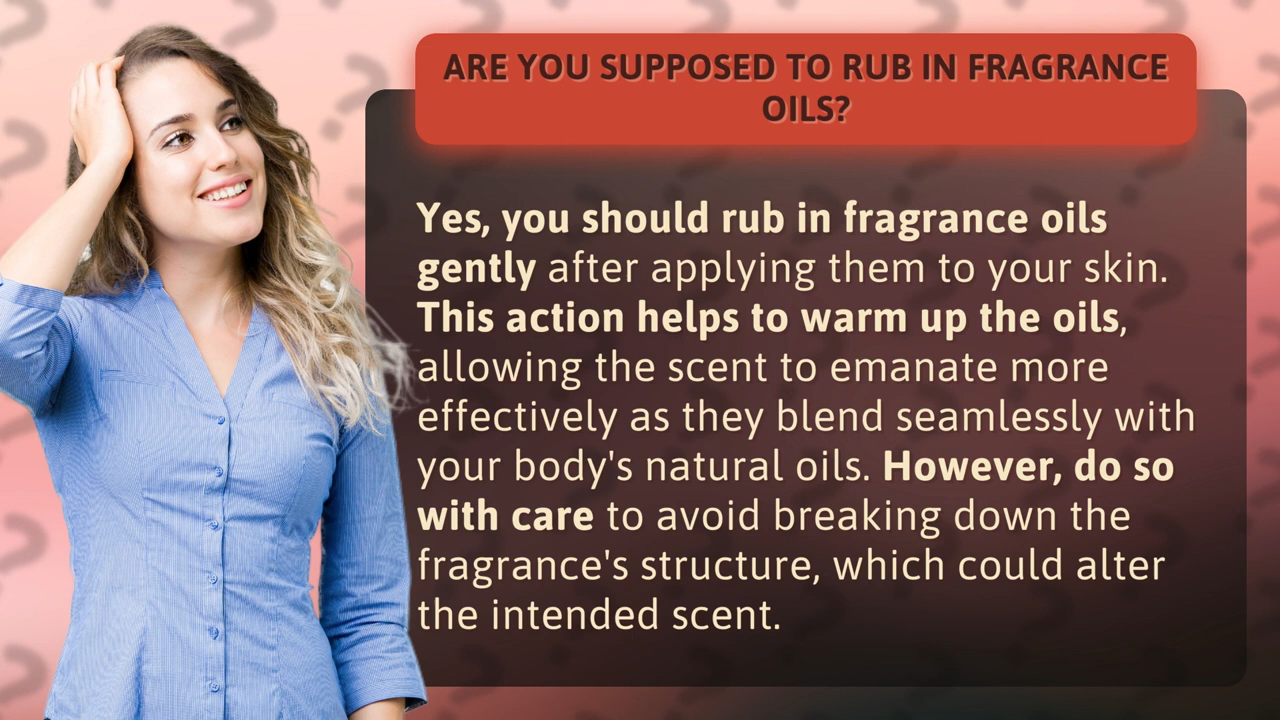 ARE YOU SUPPOSED TO RUB IN FRAGRANCE
OILS?
Yes, you should rub in fragrance oils
gently after applying them to your skin.
This action helps to warm up the oils,
allowing the scent to emanate more
effectively as they blend seamlessly with
your body's natural oils. However, do so
with care to avoid breaking down the
fragrance's structure, which could alter
the intended scent.